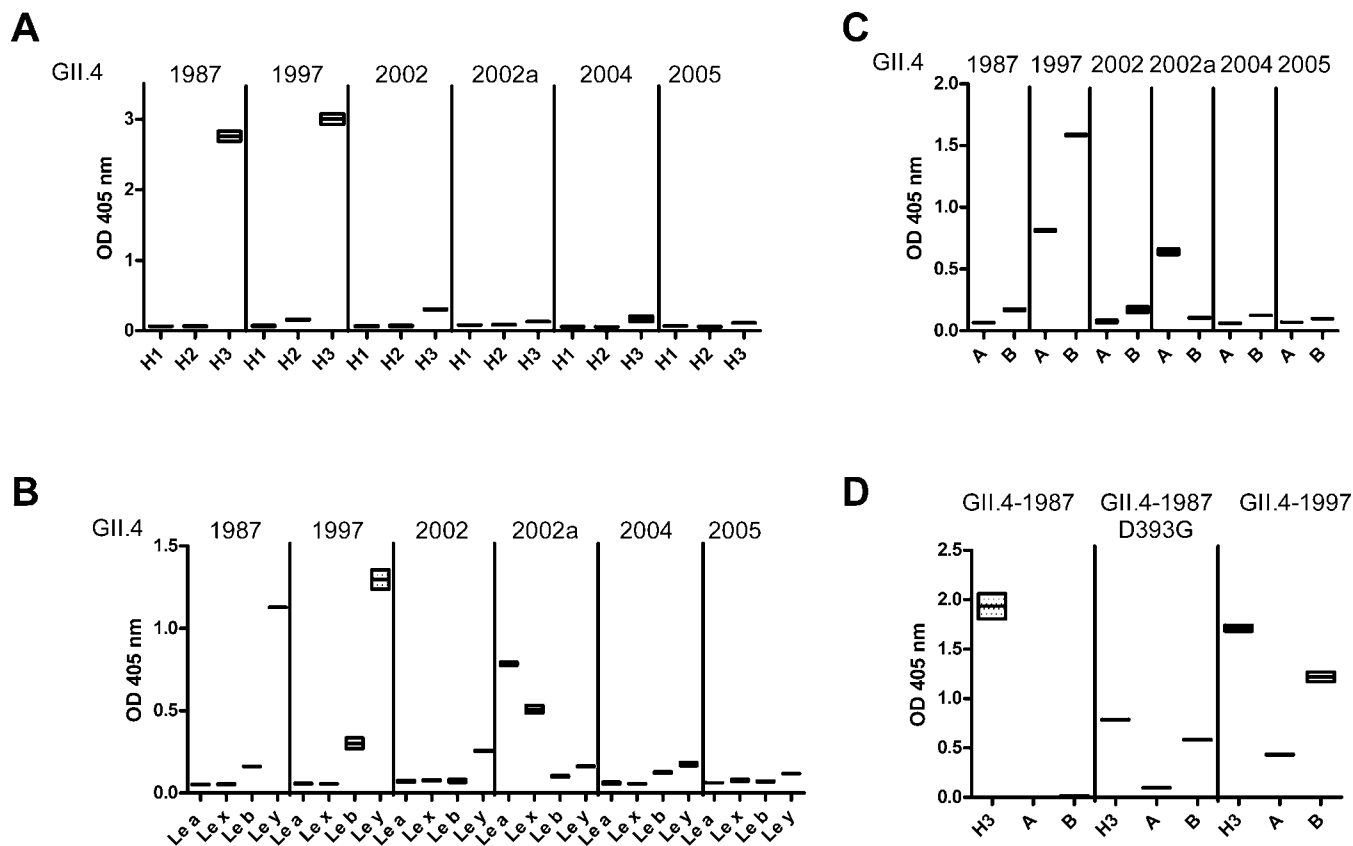 A
GII.4 1987 1997 2002 2002a 2004 2005
3
2
1
0
OD 405 nm
H1 H2 H3 H1 H2 H3 H1 H2 H3 H1 H2 H3 H1 H2 H3 H1 H2 H3
B
GII.4 1987 1997 2002 2002a 2004 2005
1.5
1.0
0.5
0.0
OD 405 nm
Le a Le x Le b Le y Le a Le x Le b Le y Le a Le x Le b Le y Le a Le x Le b Le y Le a Le x Le b Le y Le a Le x Le b Le y
C
GII.4 1987 1997 2002 2002a 2004 2005
2.0
1.5
1.0
0.5
0.0
OD 405 nm
A B A B A B A B A B A B
D
GII.4-1987 GII.4-1987 GII.4-1997
D393G
2.5
2.0
1.5
1.0
0.5
0.0
OD 405 nm
H3 A B H3 A B H3 A B